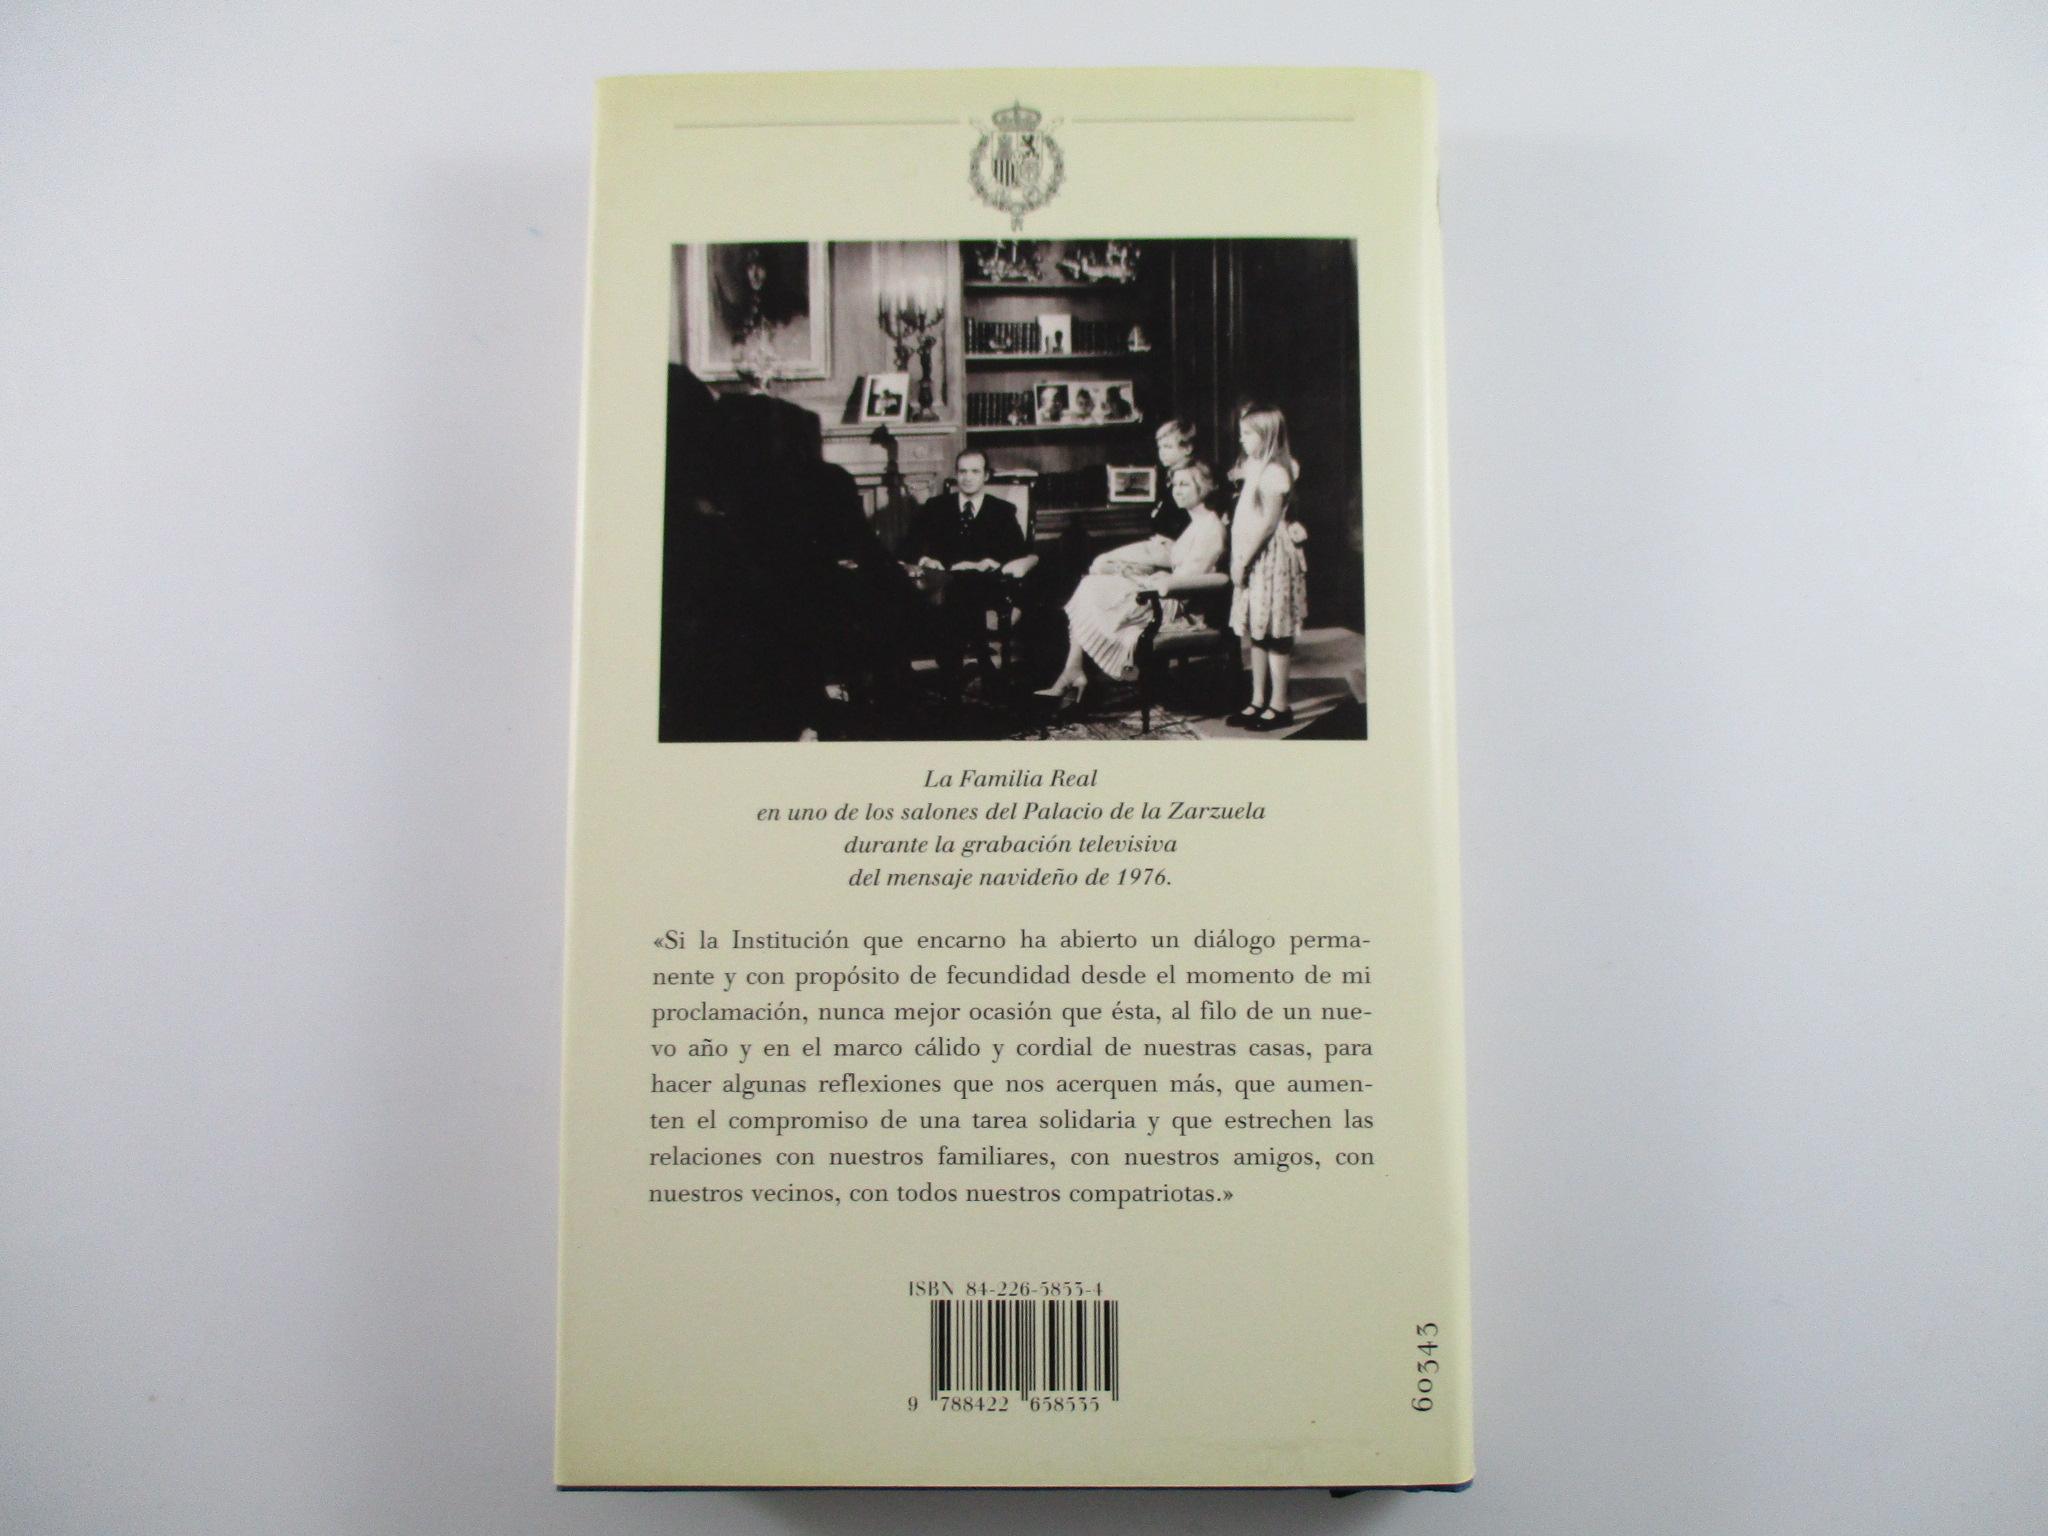 La Familia Real
en uno de los salones del Palacio de la Zarzuela
durante la grabación televisiva
del mensaje navideño de 1976.
«Si la Institución que encarno ha abierto un diálogo perma-
nente y con propósito de fecundidad desde el momento de mi
proclamación, nunca mejor ocasión que ésta, al filo de un nue-
vo año y en el marco cálido y cordial de nuestras casas, para
hacer algunas reflexiones que nos acerquen más, que aumen-
ten el compromiso de una tarea solidaria y que estrechen las
relaciones con nuestros familiares, con nuestros amigos, con
nuestros vecinos, con todos nuestros compatriotas.»
ISBN 84-226-5853-4
9 788422 658535
60343